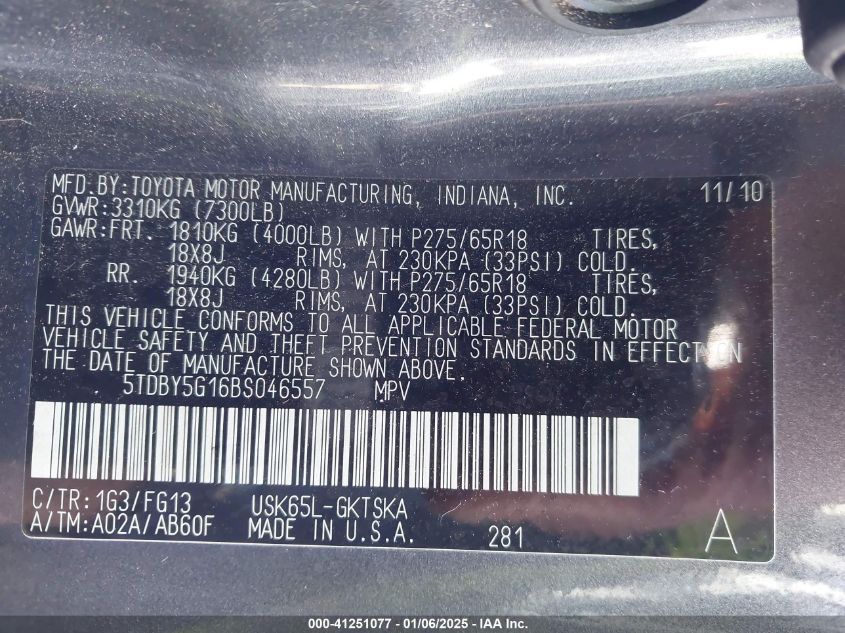 MFD.BY:TOYOTA MOTOR MANUFACTURING, INDIANA, INC. 11/10
GVWR:3310KG (7300LB)
GAWR:FRT. 1810KG (4000LB) WITH P275/65R18 TIRES,
18X8J RIMS, AT 230KPA (33PSI) COLD.
RR. 1940KG (4280LB) WITH P275/65R18 TIRES,
18X8J RIMS, AT 230KPA (33PSI) COLD.
THIS VEHICLE CONFORMS TO ALL APPLICABLE FEDERAL MOTOR
VEHICLE SAFETY AND THEFT PREVENTION STANDARDS IN EFFECT ON
THE DATE OF MANUFACTURE SHOWN ABOVE.
5TDBY5G16BS046557 MPV
C/TR:1G3/FG13 USK65L-GKTSKA
A/TM:A02A/AB60F MADE IN U.S.A. 281 A
000-41251077 - 01/06/2025 - IAA Inc.